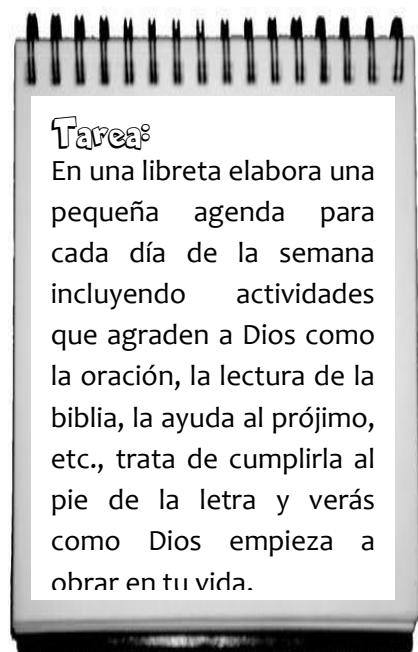 Tarea:
En una libreta elabora una
pequeña agenda para
cada día de la semana
incluyendo actividades
que agraden a Dios como
la oración, la lectura de la
biblia, la ayuda al prójimo,
etc., trata de cumplirla al
pie de la letra y verás
como Dios empieza a
obrar en tu vida.